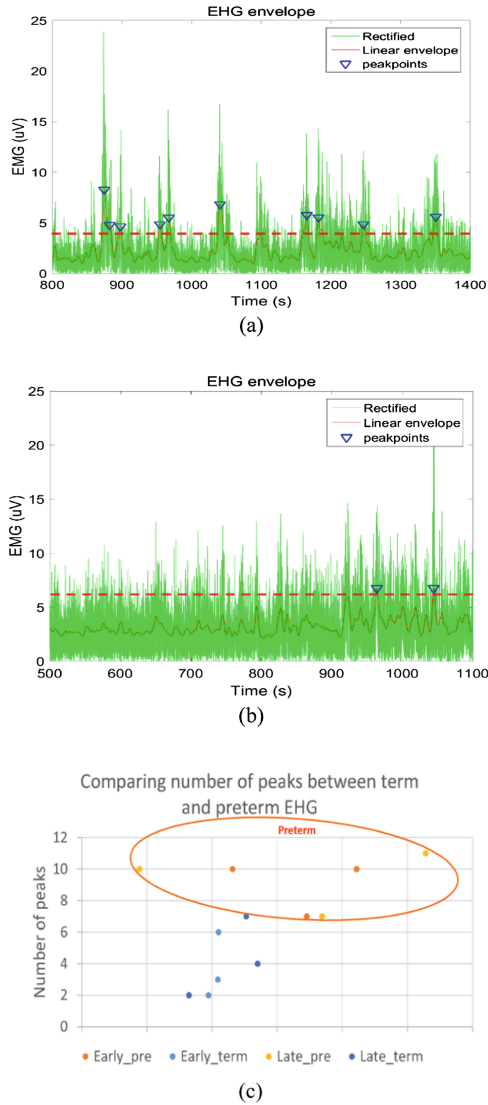 EHG envelope
25
20
15
10
5
0
EMG (uV)
Rectified
Linear envelope
peakpoints
800 900 1000 1100 1200 1300 1400
Time (s)
(a)
EHG envelope
25
20
15
10
5
0
EMG (uV)
Rectified
Linear envelope
peakpoints
500 600 700 800 900 1000 1100
Time (s)
(b)
Comparing number of peaks between term
and preterm EHG
Preterm
12
10
8
6
4
2
0
Number of peaks
Early_pre Early_term Late_pre Late_term
(c)